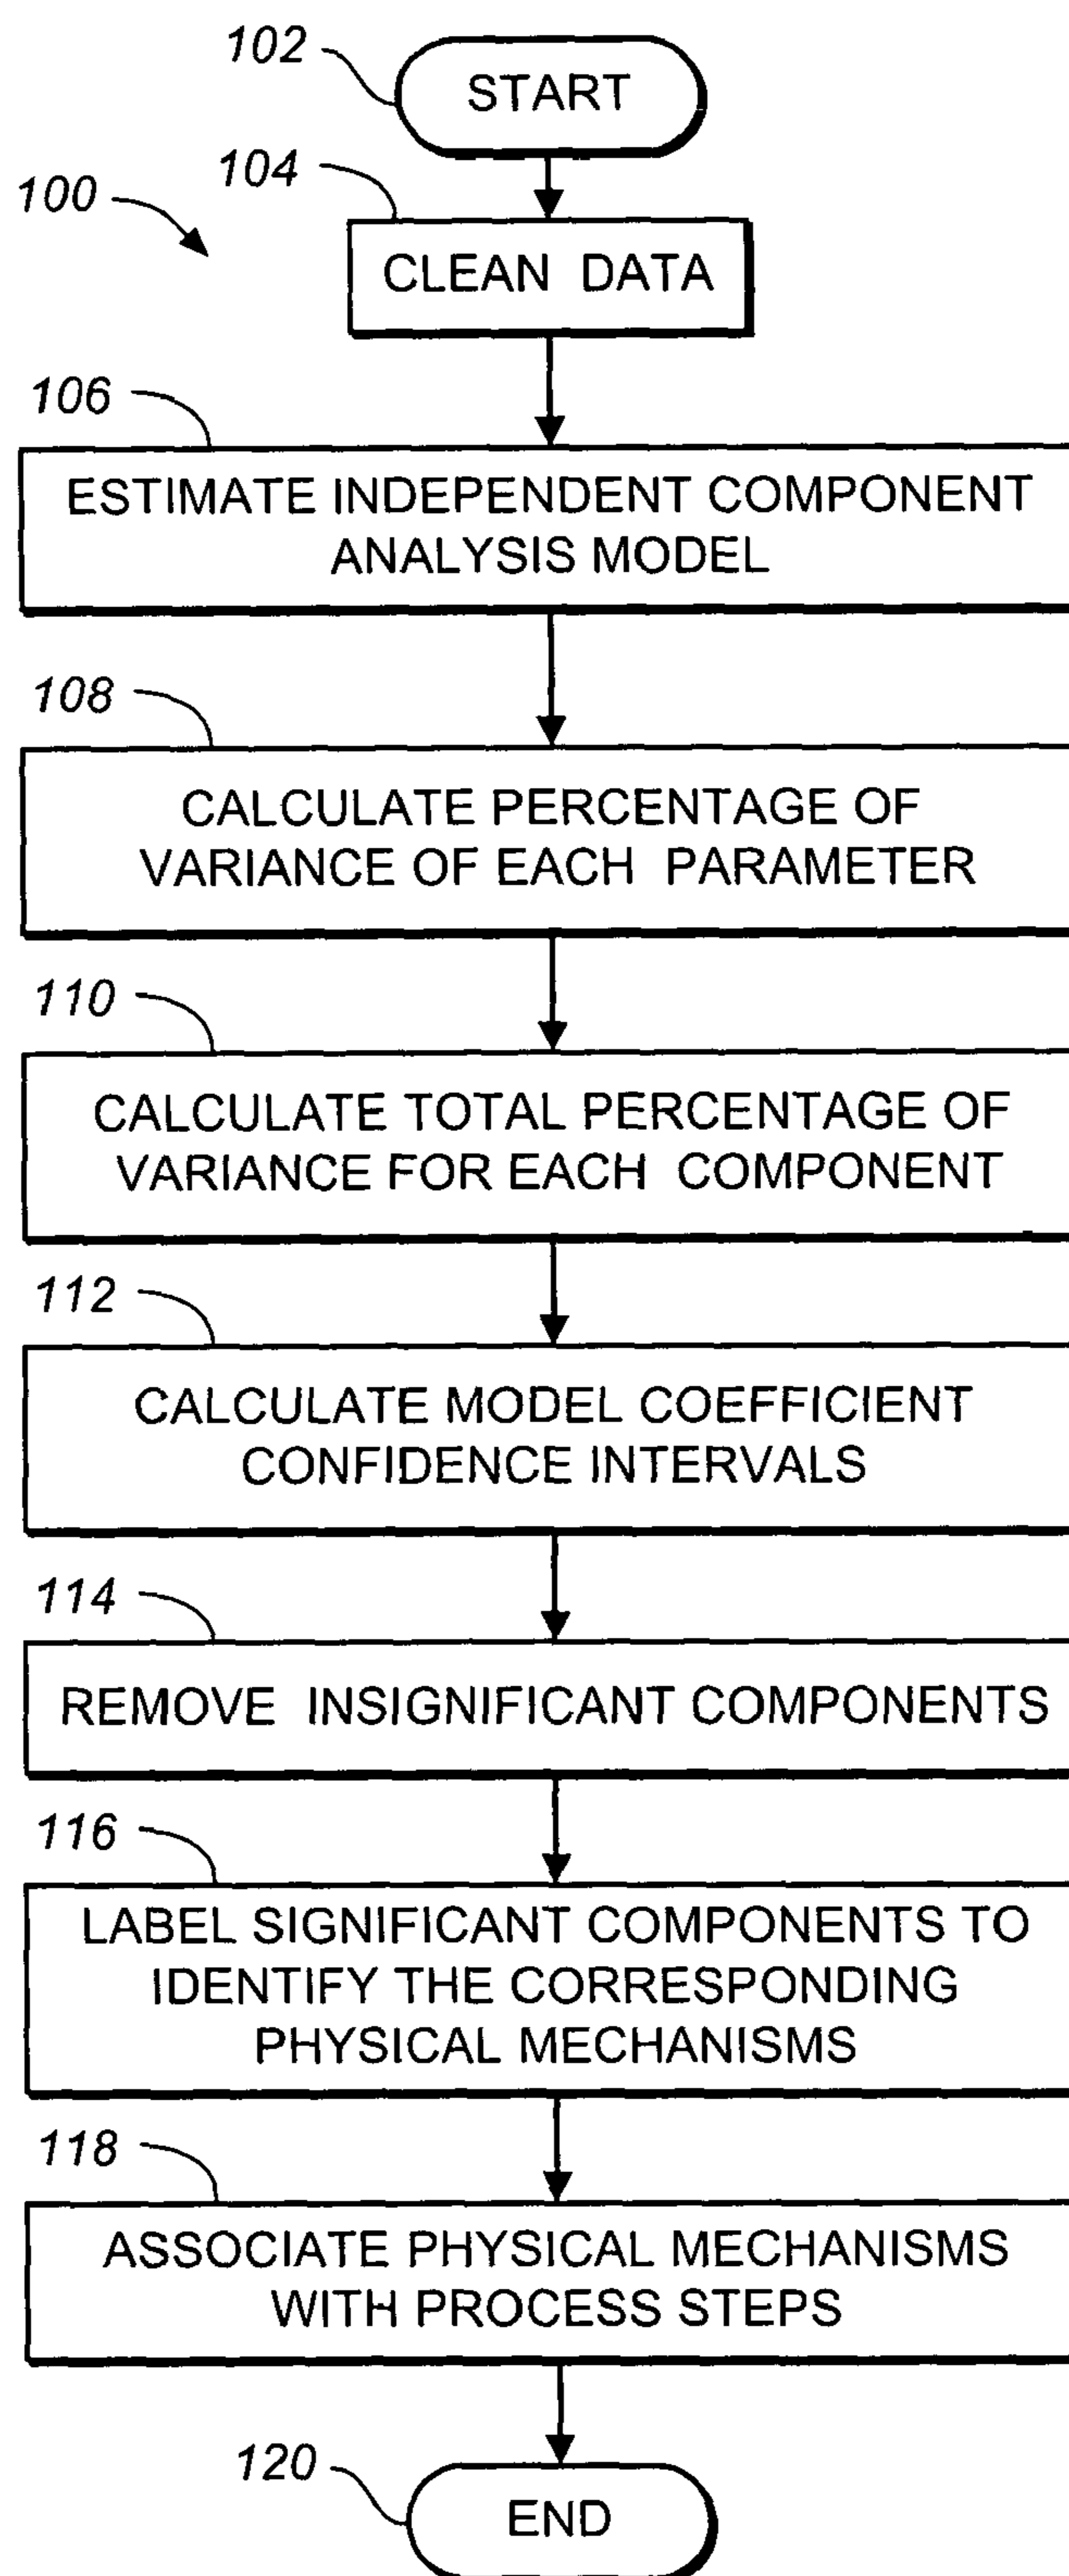 102
START
104
100
CLEAN DATA
106
ESTIMATE INDEPENDENT COMPONENT
ANALYSIS MODEL
108
CALCULATE PERCENTAGE OF
VARIANCE OF EACH PARAMETER
110
CALCULATE TOTAL PERCENTAGE OF
VARIANCE FOR EACH COMPONENT
112
CALCULATE MODEL COEFFICIENT
CONFIDENCE INTERVALS
114
REMOVE INSIGNIFICANT COMPONENTS
116
LABEL SIGNIFICANT COMPONENTS TO
IDENTIFY THE CORRESPONDING
PHYSICAL MECHANISMS
118
ASSOCIATE PHYSICAL MECHANISMS
WITH PROCESS STEPS
120
END